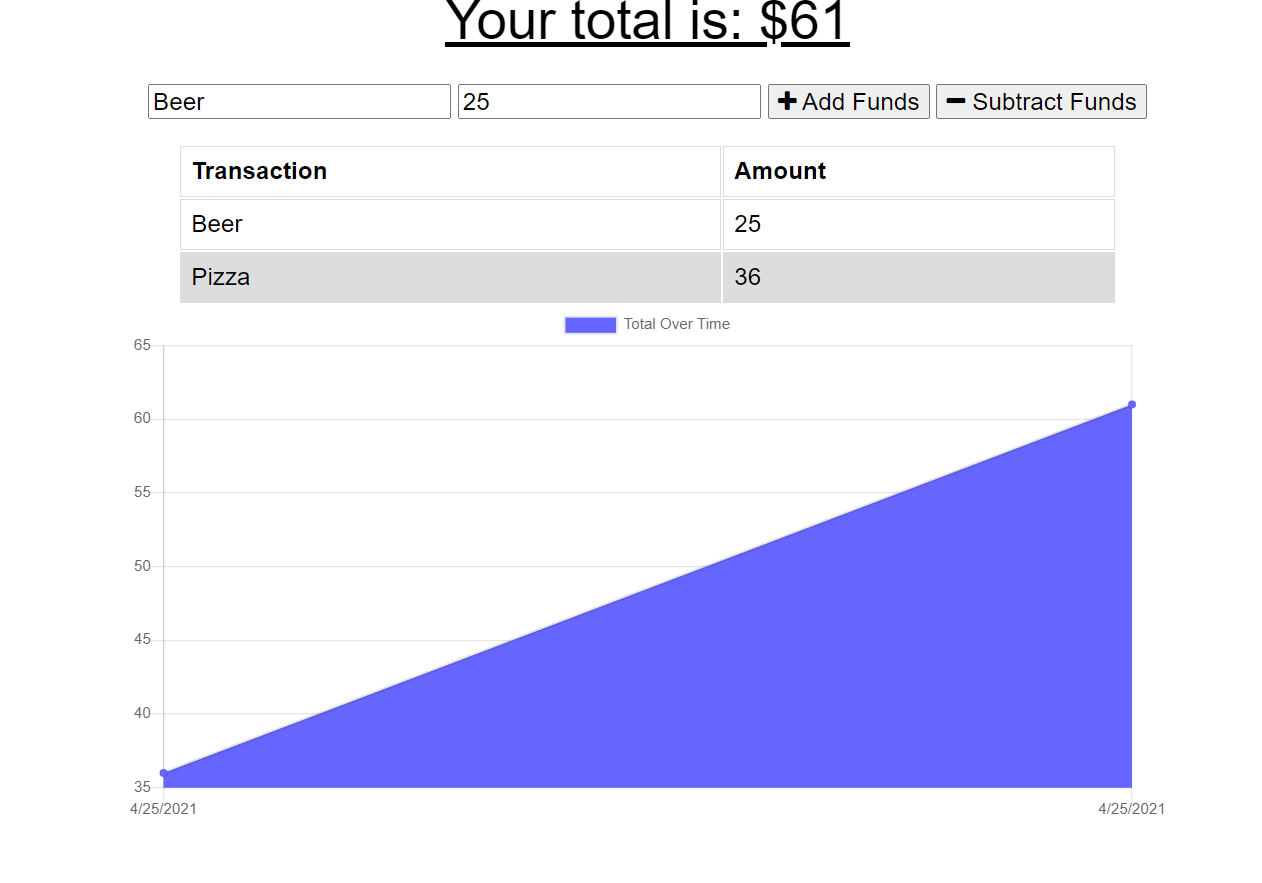 Your total is: $61
Beer 25 Add Funds Subtract Funds
Transaction Amount
Beer 25
Pizza 36
Total Over Time
65
60
55
50
45
40
35
4/25/2021 4/25/2021